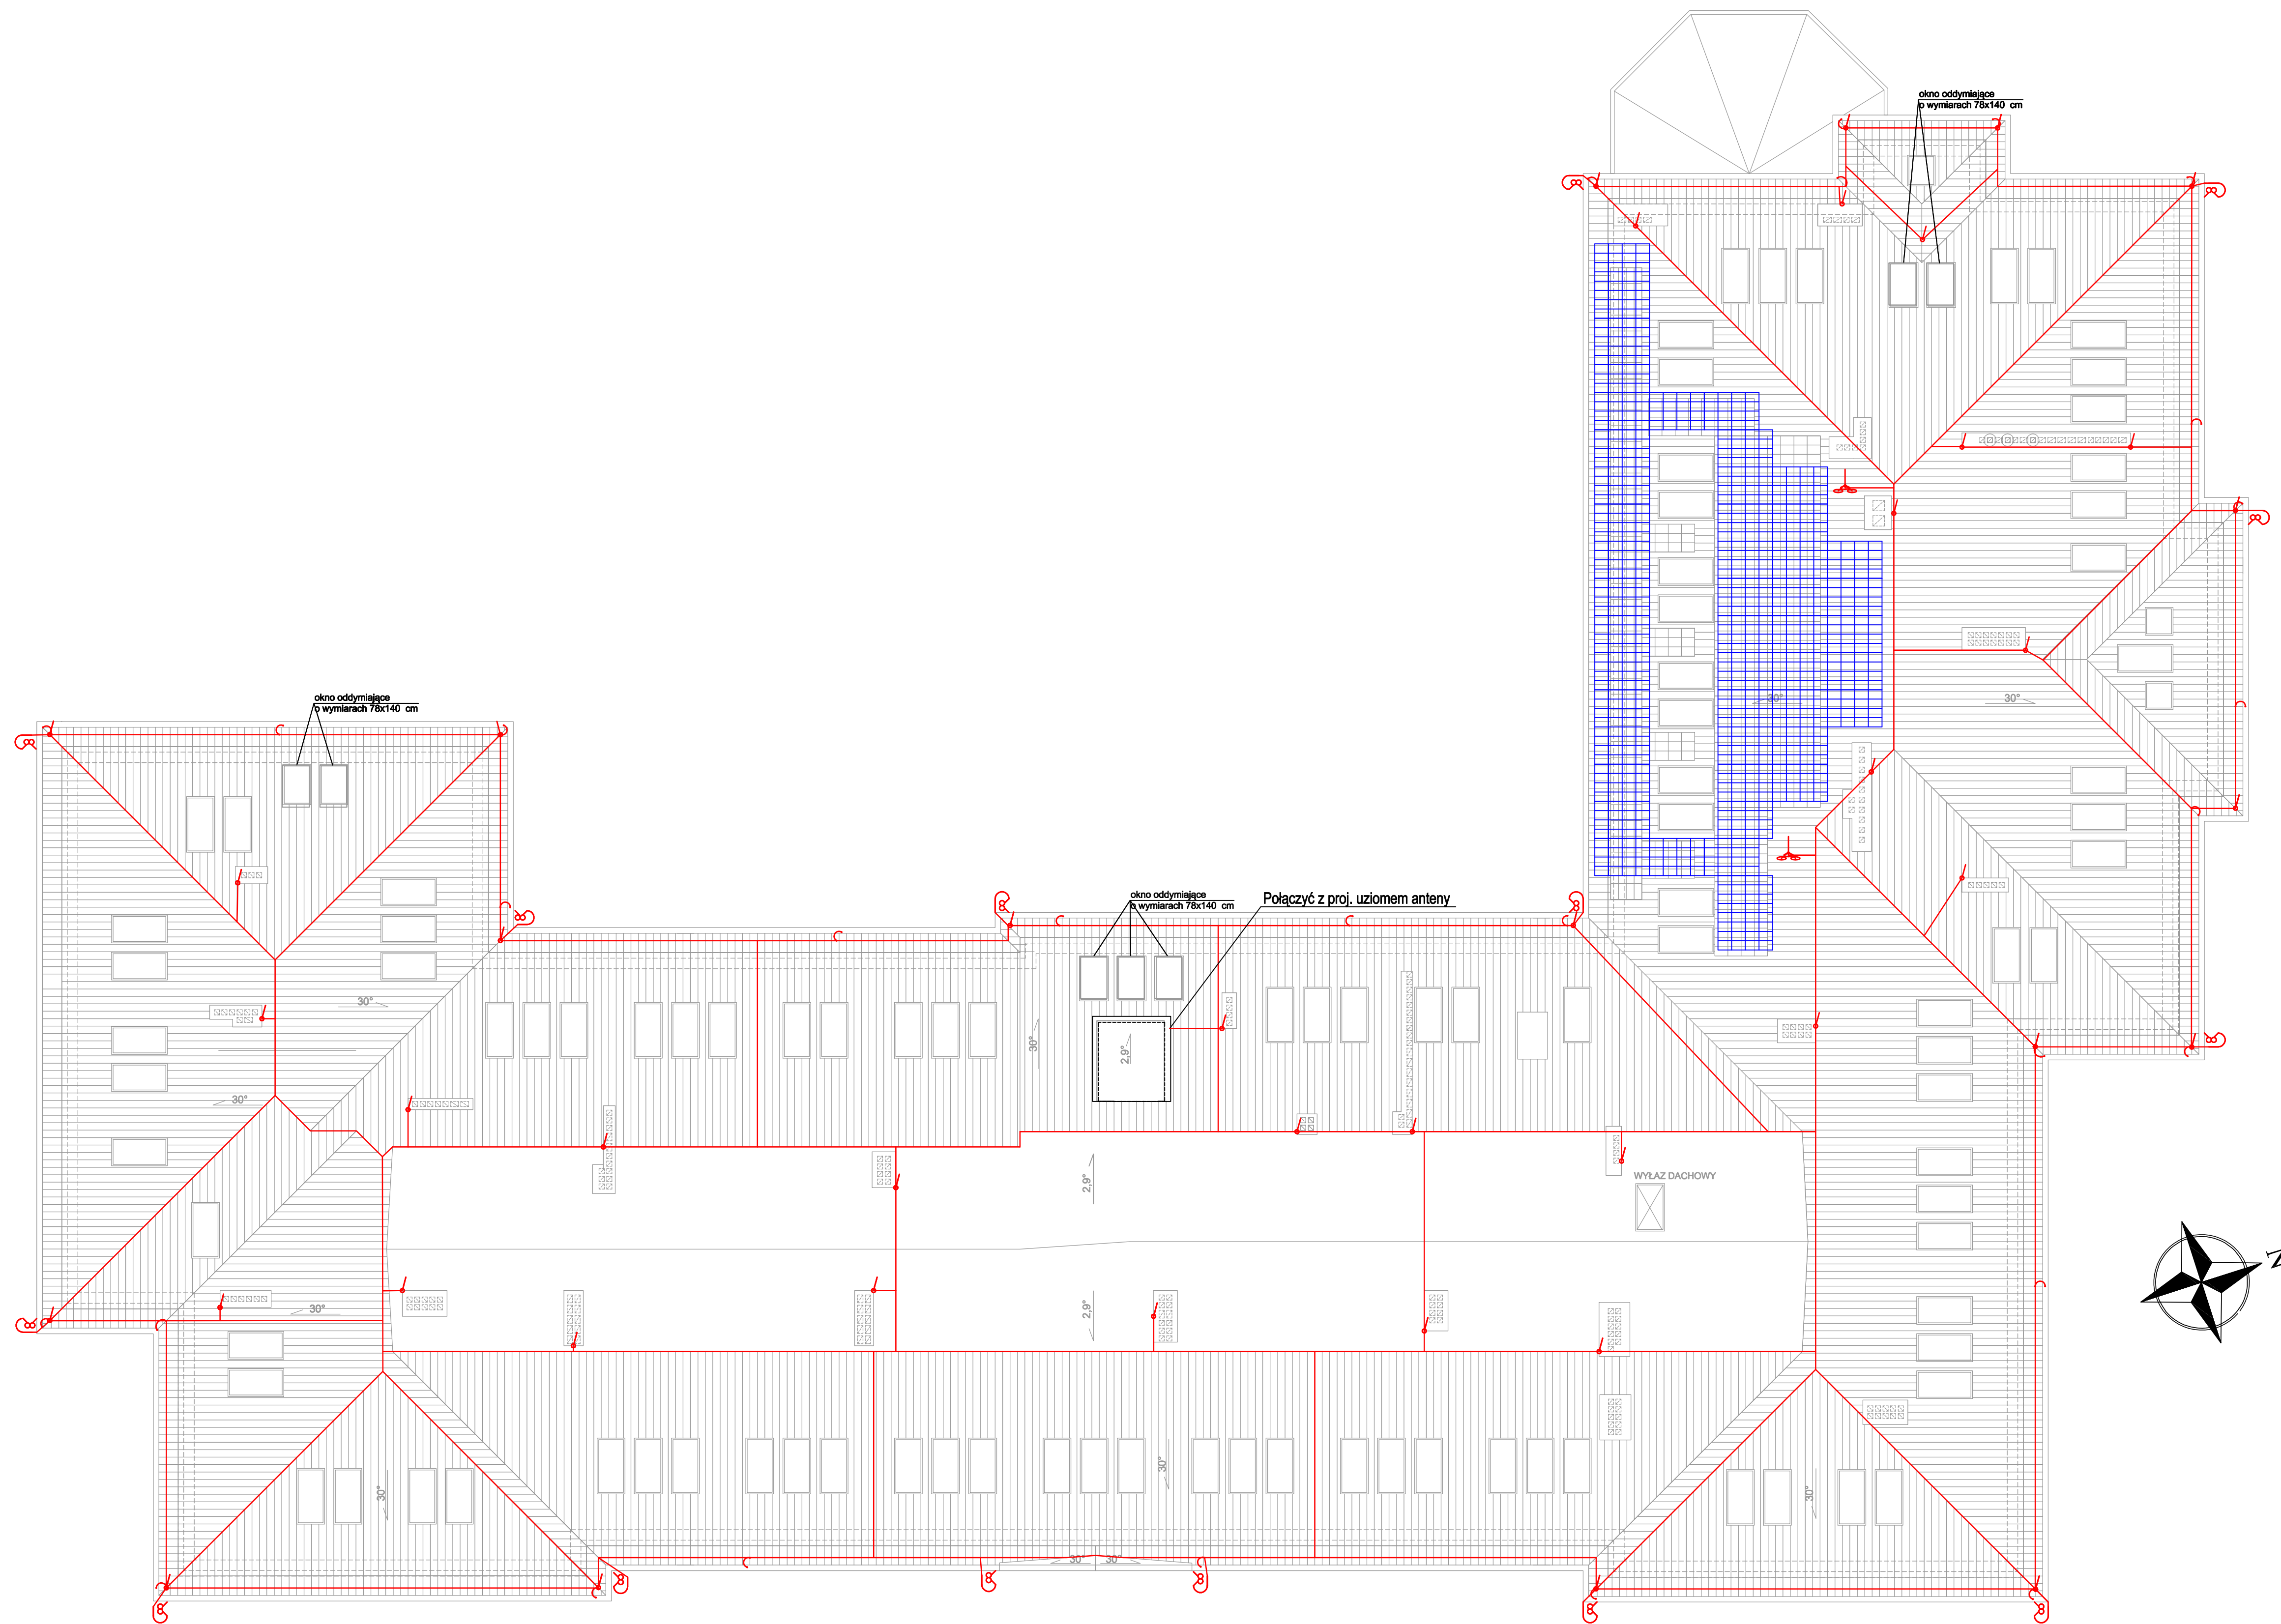 okno oddymiające
o wymiarach 78x140 cm
30°
30°
okno oddymiające
o wymiarach 78x140 cm
okno oddymiające
o wymiarach 78x140 cm
Połączyć z proj. uziomem anteny
30°
30°
2,9°
30°
2,9°
WYŁAZ DACHOWY
N
30°
2,9°
30°
30°
30°
30° 30°